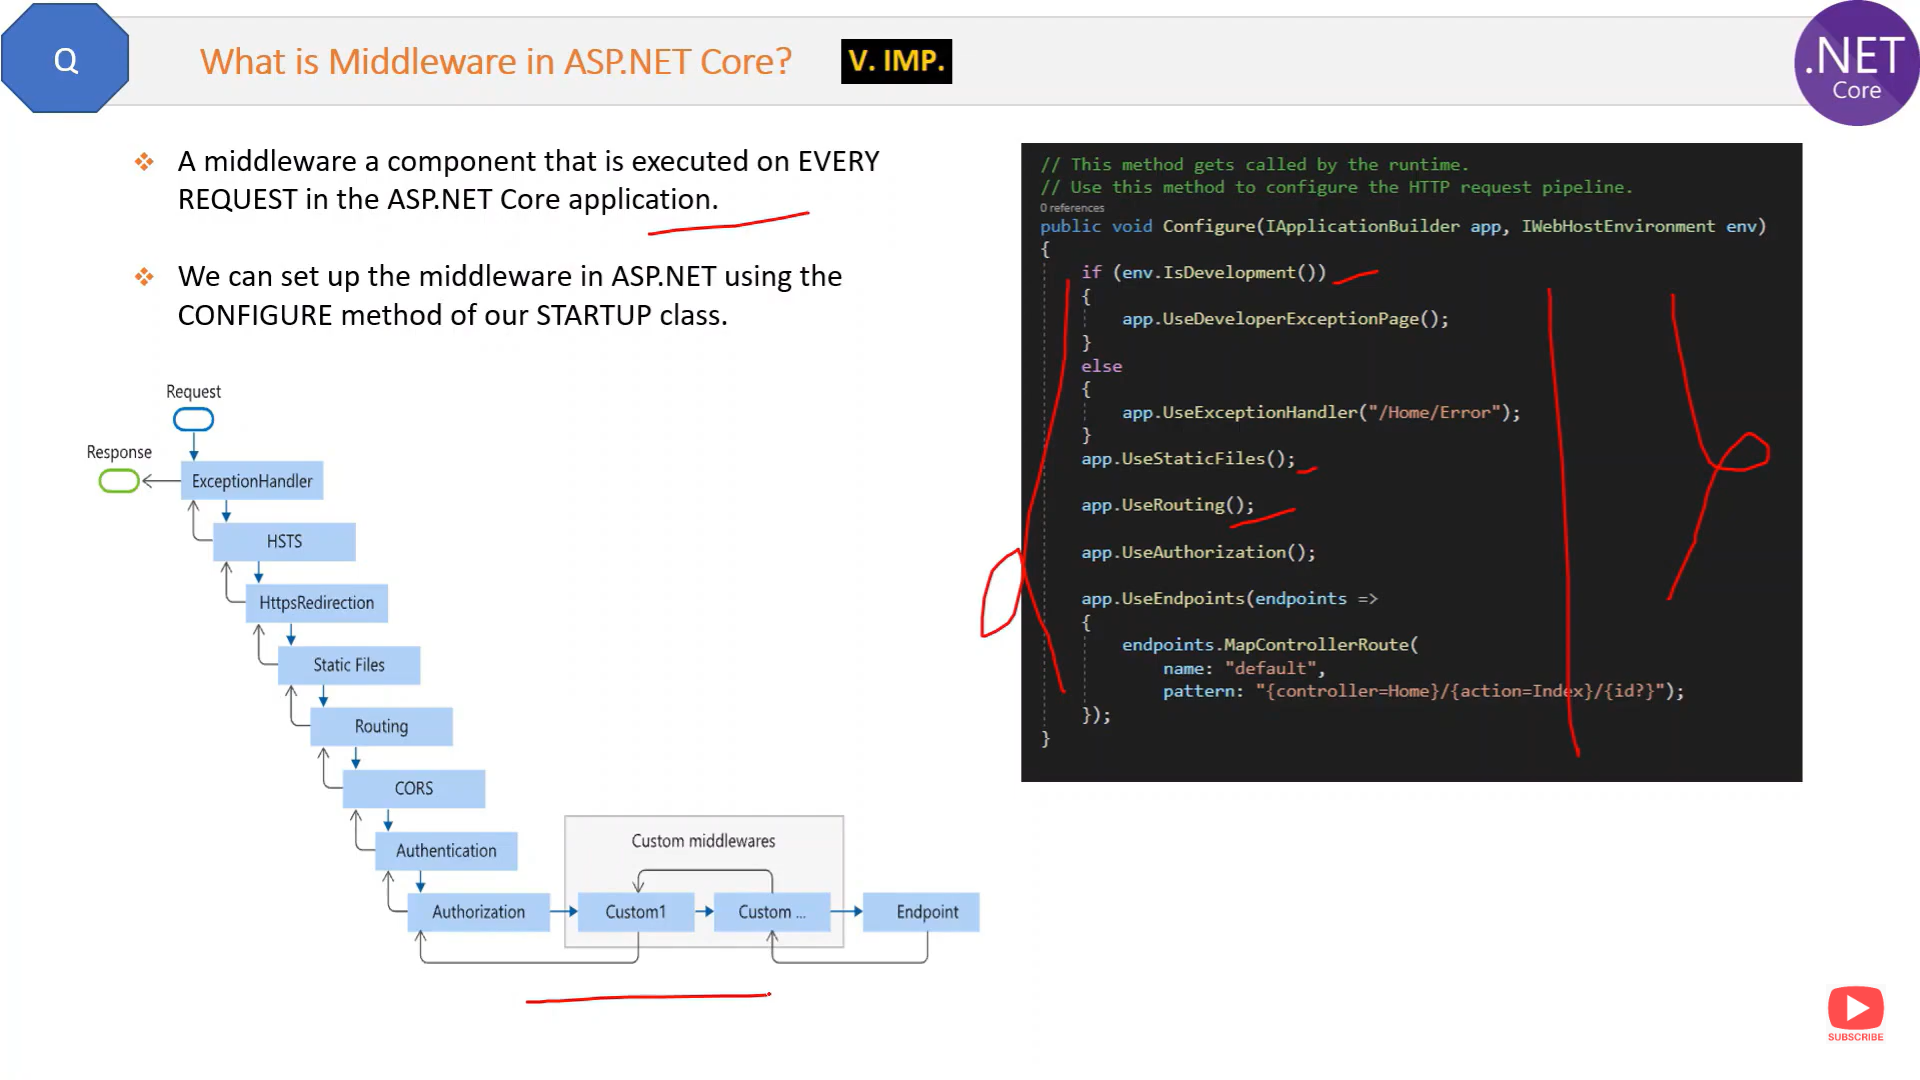 Q
What is Middleware in ASP.NET Core?
V. IMP.
.NET
Core
A middleware a component that is executed on EVERY
REQUEST in the ASP.NET Core application.
We can set up the middleware in ASP.NET using the
CONFIGURE method of our STARTUP class.
Request
Response
ExceptionHandler
HSTS
HttpsRedirection
Static Files
Routing
CORS
Authentication
Authorization
Custom middlewares
Custom1
Custom ...
Endpoint
// This method gets called by the runtime.
// Use this method to configure the HTTP request pipeline.
0 references
public void Configure(IApplicationBuilder app, IWebHostEnvironment env)
{
if (env.IsDevelopment())
{
app.UseDeveloperExceptionPage();
}
else
{
app.UseExceptionHandler("/Home/Error");
}
app.UseStaticFiles();
app.UseRouting();
app.UseAuthorization();
app.UseEndpoints(endpoints =>
{
endpoints.MapControllerRoute(
name: "default",
pattern: "{controller=Home}/{action=Index}/{id?}");
});
}
SUBSCRIBE